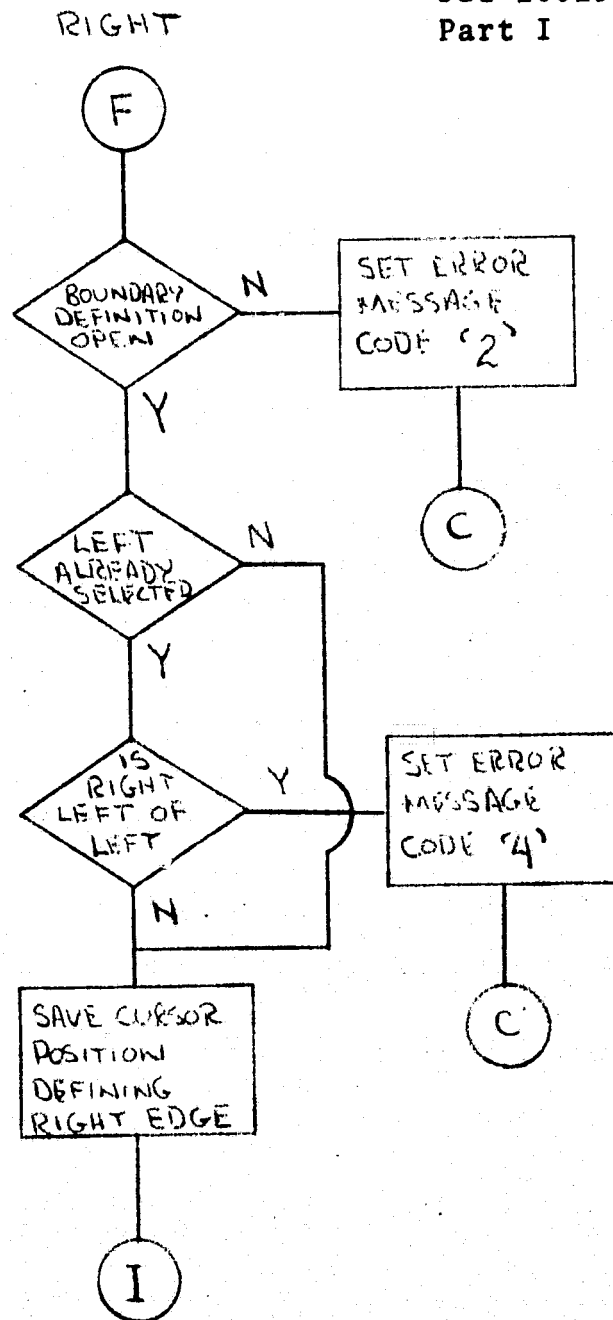 RIGHT
Part I
F
BOUNDARY
DEFINITION
OPEN
N
SET ERROR
MESSAGE
CODE '2'
Y
C
LEFT
ALREADY
SELECTED
N
Y
IS
RIGHT
LEFT OF
LEFT
Y
SET ERROR
MESSAGE
CODE '4'
N
C
SAVE CURSOR
POSITION
DEFINING
RIGHT EDGE
I